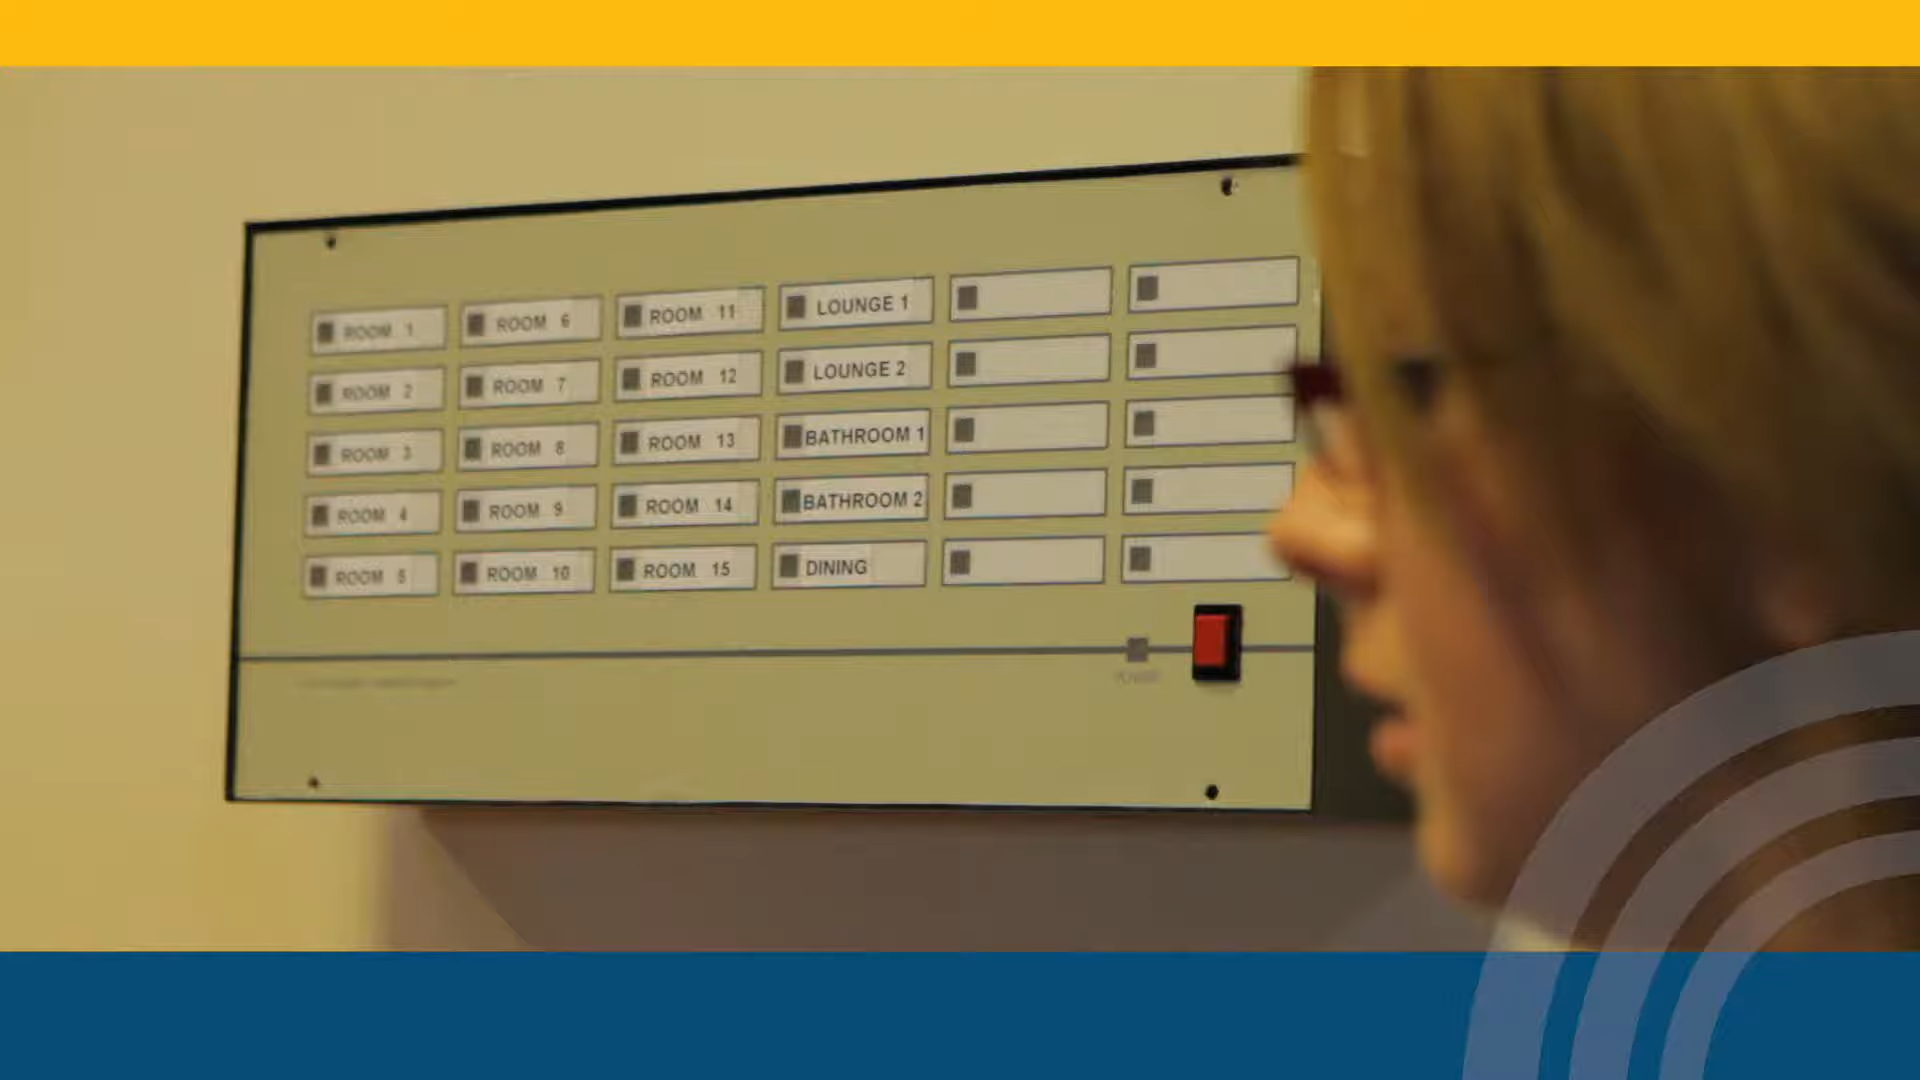 ROOM 1
ROOM 2
ROOM 3
ROOM 4
ROOM 5
ROOM 6
ROOM 7
ROOM 8
ROOM 9
ROOM 10
ROOM 11
ROOM 12
ROOM 13
ROOM 14
ROOM 15
LOUNGE 1
LOUNGE 2
BATHROOM 1
BATHROOM 2
DINING
POWER